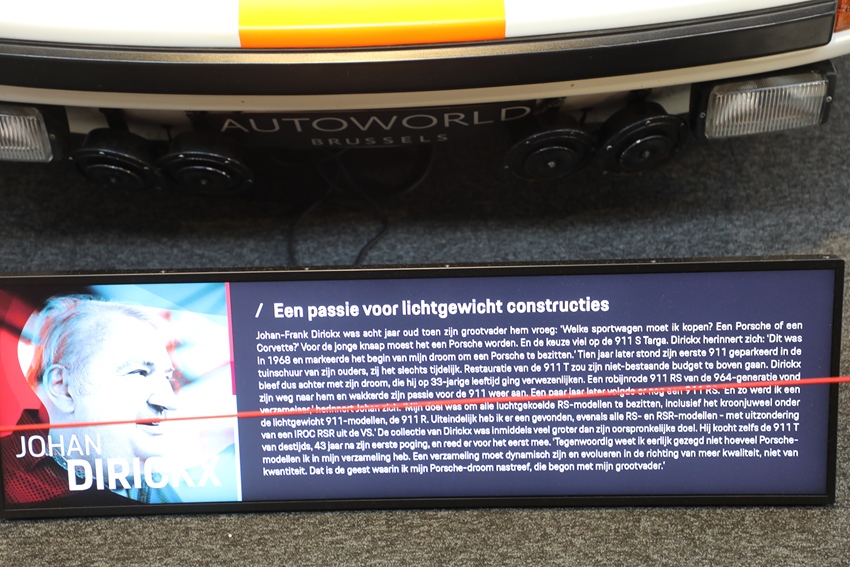 AUTOWORLD
BRUSSELS
/ Een passie voor lichtgewicht constructies
Johan-Frank Dirickx was acht jaar oud toen zijn grootvader hem vroeg: 'Welke sportwagen moet ik kopen? Een Porsche of een
Corvette?' Voor de jonge knaap moest het een Porsche worden. En de keuze viel op de 911 S Targa. Dirickx herinnert zich: 'Dit was
in 1968 en markeerde het begin van mijn droom om een Porsche te bezitten.' Tien jaar later stond zijn eerste 911 geparkeerd in de
tuinschuur van zijn ouders, zij het slechts tijdelijk. Restauratie van de 911 T zou zijn niet-bestaande budget te boven gaan. Dirickx
bleef dus achter met zijn droom, die hij op 33-jarige leeftijd ging verwezenlijken. Een robijnrode 911 RS van de 964-generatie vond
zijn weg naar hem en wakkerde zijn passie voor de 911 weer aan. Een paar jaar later volgde er nog een 911 RS. 'En zo werd ik een
verzamelaar,' herinnert Johan zich. 'Mijn doel was om alle luchtgekoelde RS-modellen te bezitten, inclusief het kroonjuweel onder
de lichtgewicht 911-modellen, de 911 R. Uiteindelijk heb ik er een gevonden, evenals alle RS- en RSR-modellen - met uitzondering
van een IROC RSR uit de VS.' De collectie van Dirickx was inmiddels veel groter dan zijn oorspronkelijke doel. Hij kocht zelfs de 911 T
van destijds, 43 jaar na zijn eerste poging, en reed er voor het eerst mee. 'Tegenwoordig weet ik eerlijk gezegd niet hoeveel Porsche-
modellen ik in mijn verzameling heb. Een verzameling moet dynamisch zijn en evolueren in de richting van meer kwaliteit, niet van
kwantiteit. Dat is de geest waarin ik mijn Porsche-droom nastreef, die begon met mijn grootvader.'
JOHAN
DIRICKX